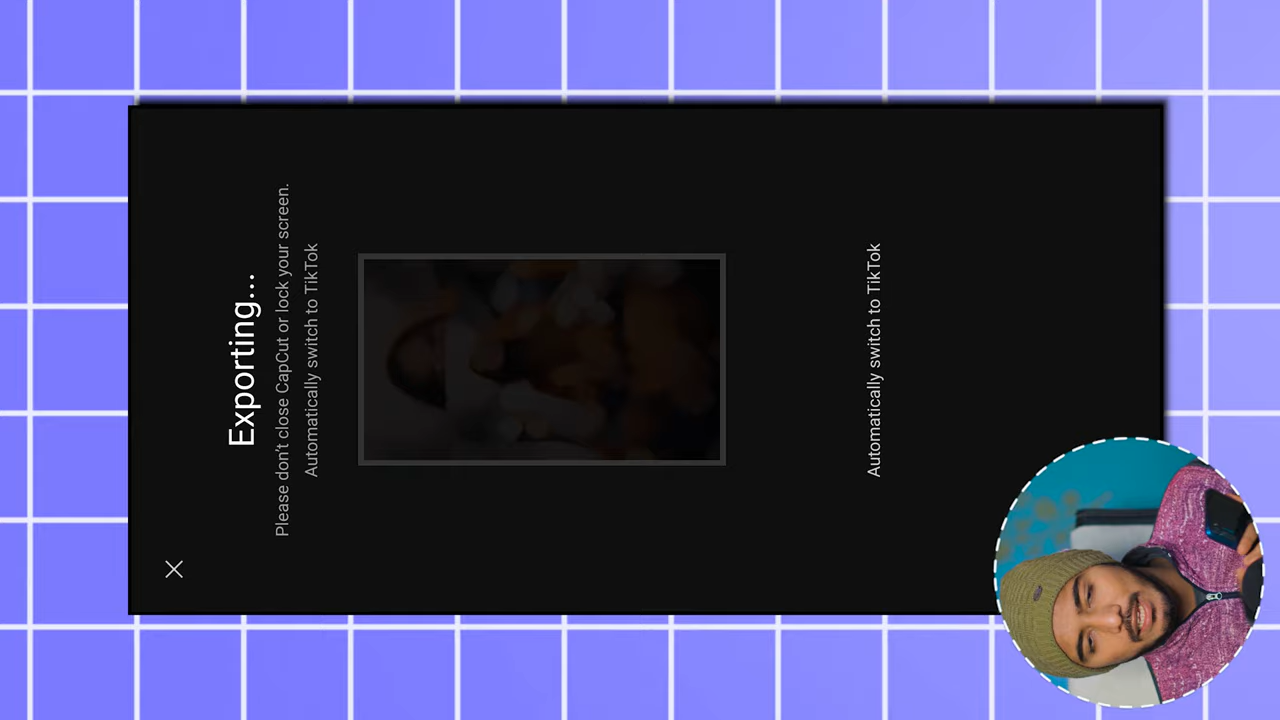 Exporting...
Please don't close CapCut or lock your screen.
Automatically switch to TikTok
Automatically switch to TikTok